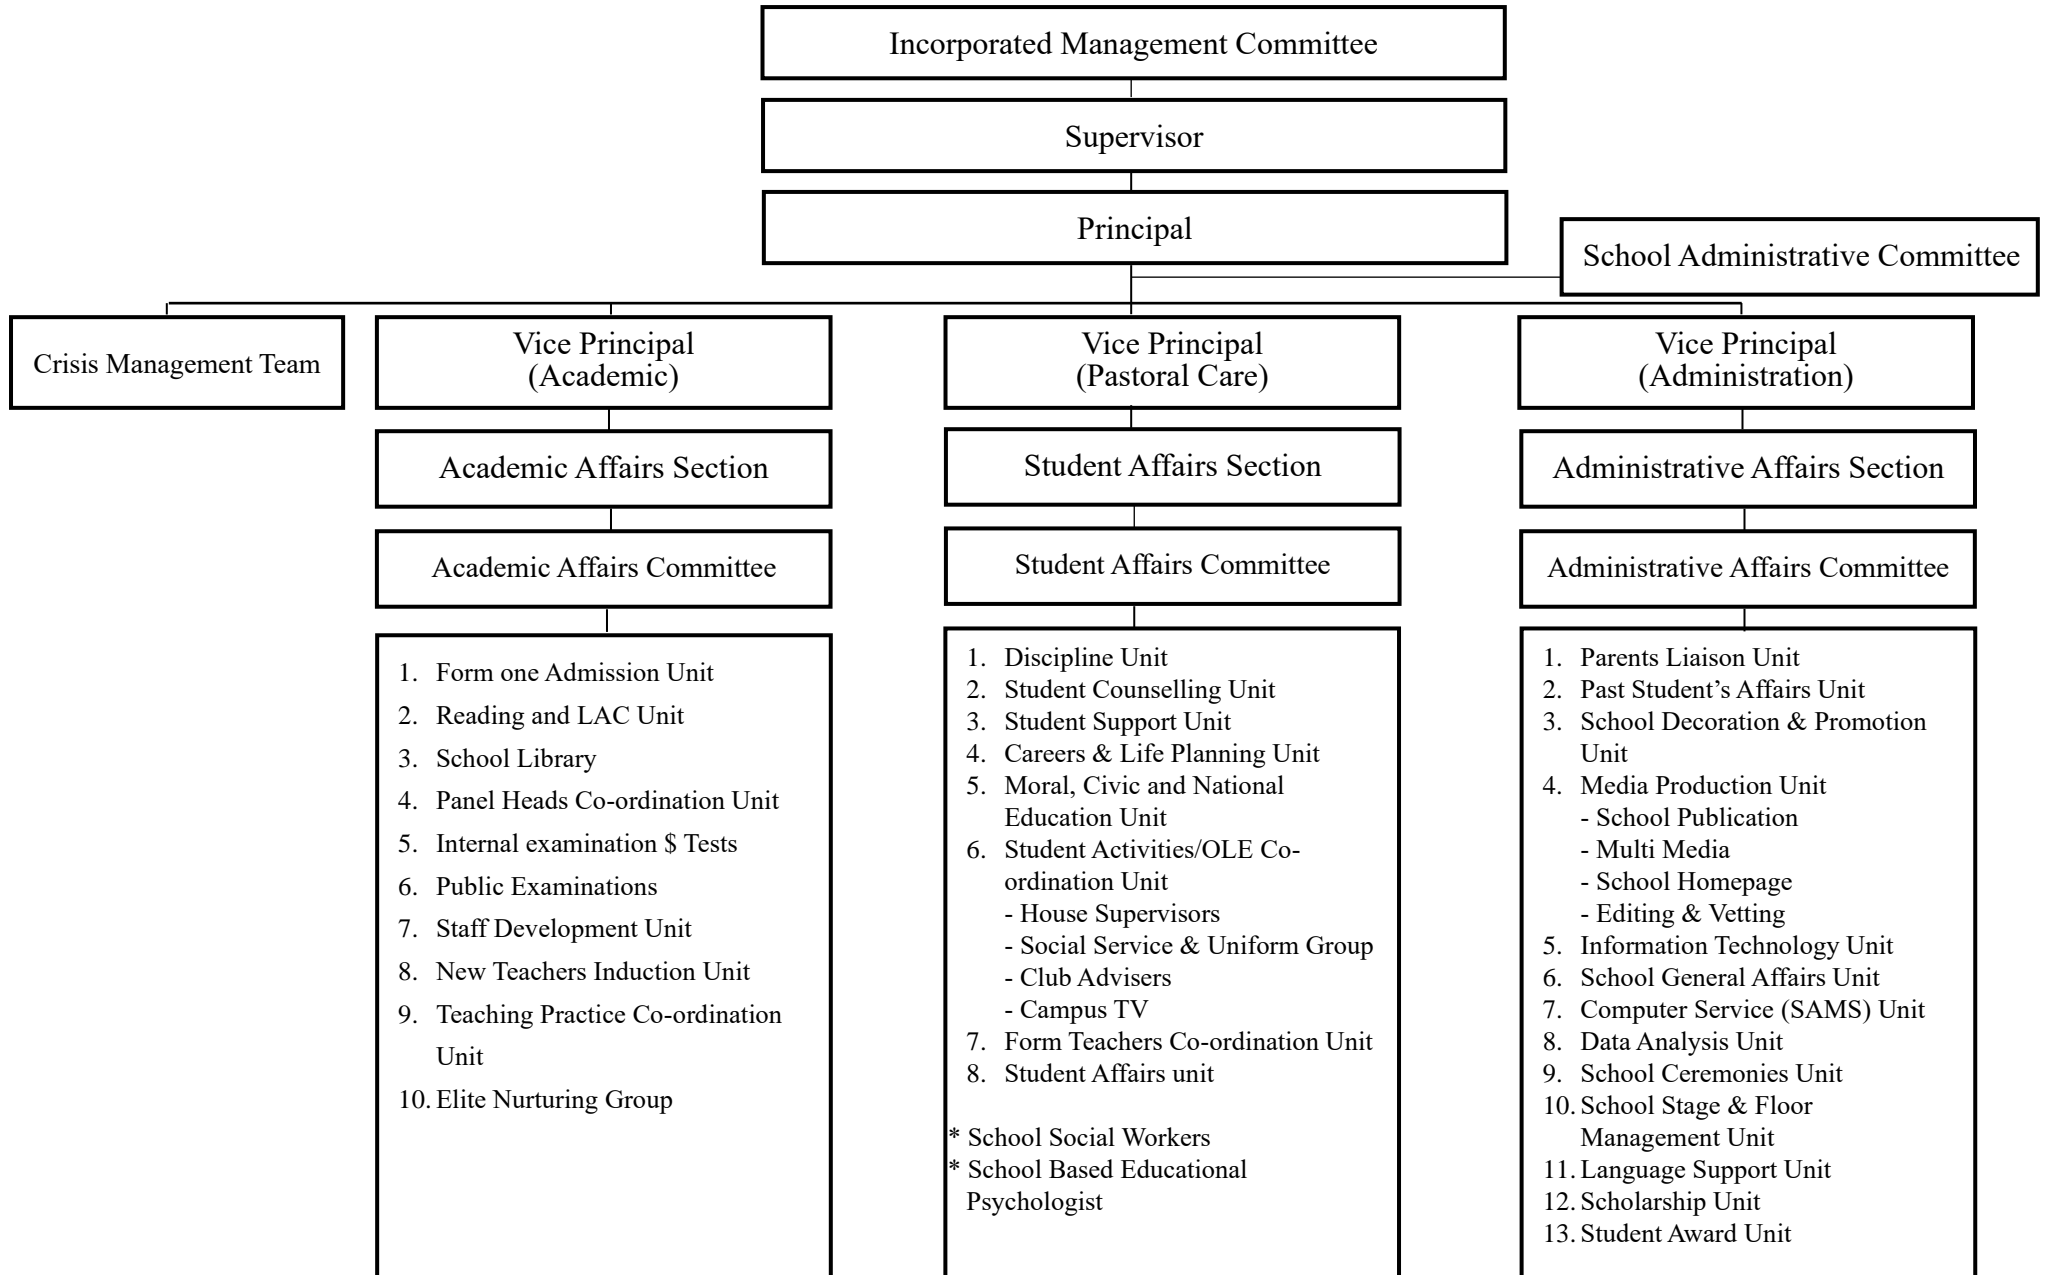 Incorporated Management Committee
Supervisor
Principal
School Administrative Committee
Crisis Management Team
Vice Principal
(Academic)
Vice Principal
(Pastoral Care)
Vice Principal
(Administration)
Academic Affairs Section
Student Affairs Section
Administrative Affairs Section
Academic Affairs Committee
Student Affairs Committee
Administrative Affairs Committee
1. Form one Admission Unit
2. Reading and LAC Unit
3. School Library
4. Panel Heads Co-ordination Unit
5. Internal examination $ Tests
6. Public Examinations
7. Staff Development Unit
8. New Teachers Induction Unit
9. Teaching Practice Co-ordination
Unit
10. Elite Nurturing Group
1. Discipline Unit
2. Student Counselling Unit
3. Student Support Unit
4. Careers & Life Planning Unit
5. Moral, Civic and National
Education Unit
6. Student Activities/OLE Co-
ordination Unit
- House Supervisors
- Social Service & Uniform Group
- Club Advisers
- Campus TV
7. Form Teachers Co-ordination Unit
8. Student Affairs unit
* School Social Workers
* School Based Educational
Psychologist
1. Parents Liaison Unit
2. Past Student’s Affairs Unit
3. School Decoration & Promotion
Unit
4. Media Production Unit
- School Publication
- Multi Media
- School Homepage
- Editing & Vetting
5. Information Technology Unit
6. School General Affairs Unit
7. Computer Service (SAMS) Unit
8. Data Analysis Unit
9. School Ceremonies Unit
10. School Stage & Floor
Management Unit
11. Language Support Unit
12. Scholarship Unit
13. Student Award Unit